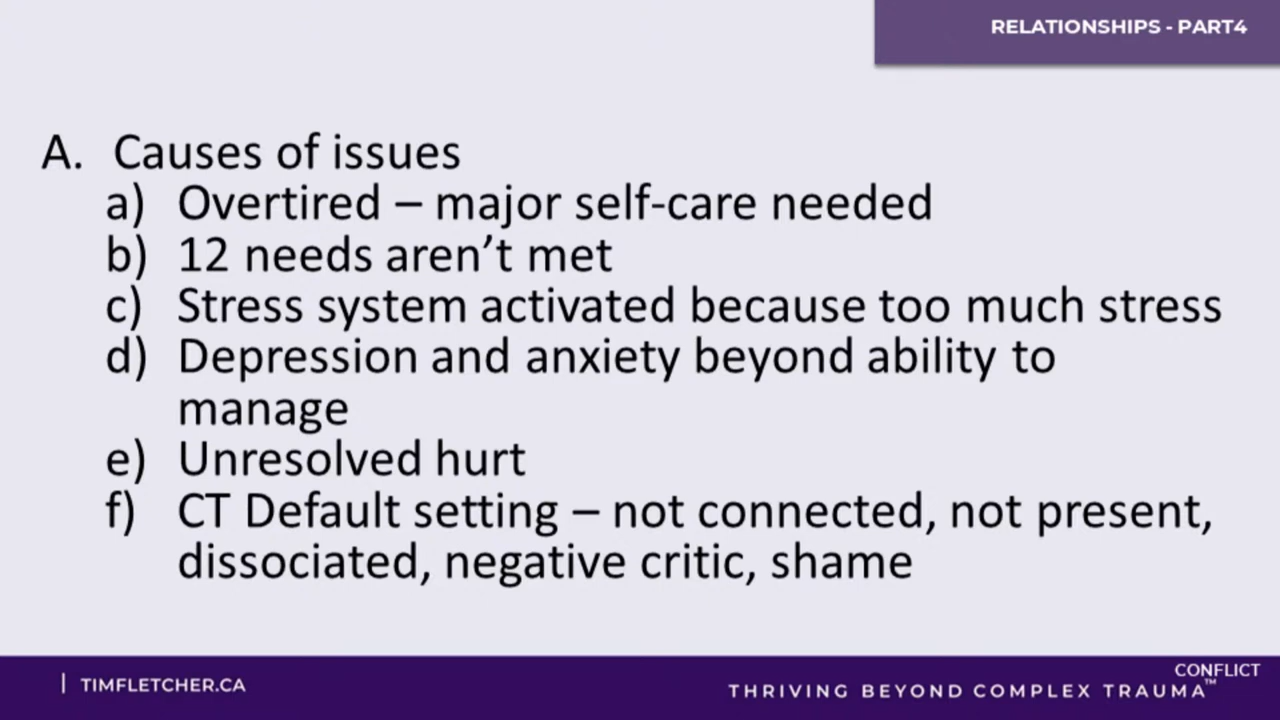 RELATIONSHIPS - PART4
A. Causes of issues
a) Overtired – major self-care needed
b) 12 needs aren’t met
c) Stress system activated because too much stress
d) Depression and anxiety beyond ability to
manage
e) Unresolved hurt
f) CT Default setting – not connected, not present,
dissociated, negative critic, shame
CONFLICT
| TIMFLETCHER.CA
THRIVING BEYOND COMPLEX TRAUMA™